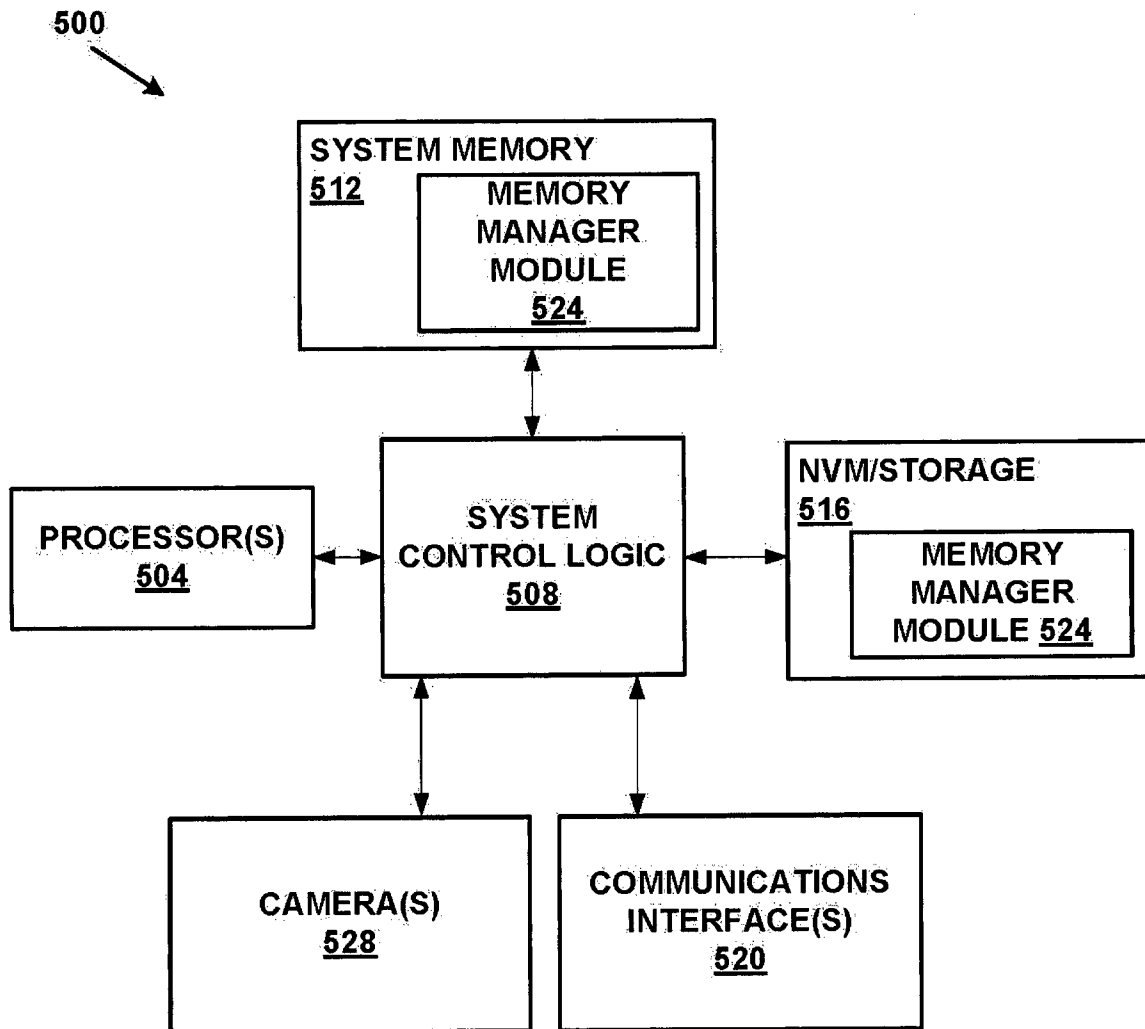 500
SYSTEM MEMORY
512
MEMORY
MANAGER
MODULE
524
NVM/STORAGE
516
MEMORY
MANAGER
MODULE 524
SYSTEM
CONTROL LOGIC
508
PROCESSOR(S)
504
CAMERA(S)
528
COMMUNICATIONS
INTERFACE(S)
520